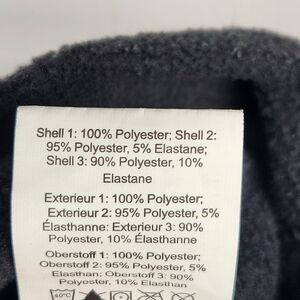 Shell 1: 100% Polyester; Shell 2:
95% Polyester, 5% Elastane;
Shell 3: 90% Polyester, 10%
Elastane
Exterieur 1: 100% Polyester;
Exterieur 2: 95% Polyester, 5%
Élasthanne: Exterieur 3: 90%
Polyester, 10% Élasthanne
Oberstoff 1: 100% Polyester;
Oberstoff 2: 95% Polyester, 5%
Elasthan; Oberstoff 3: 90%
Polyester, 10% Elasthan
40°C